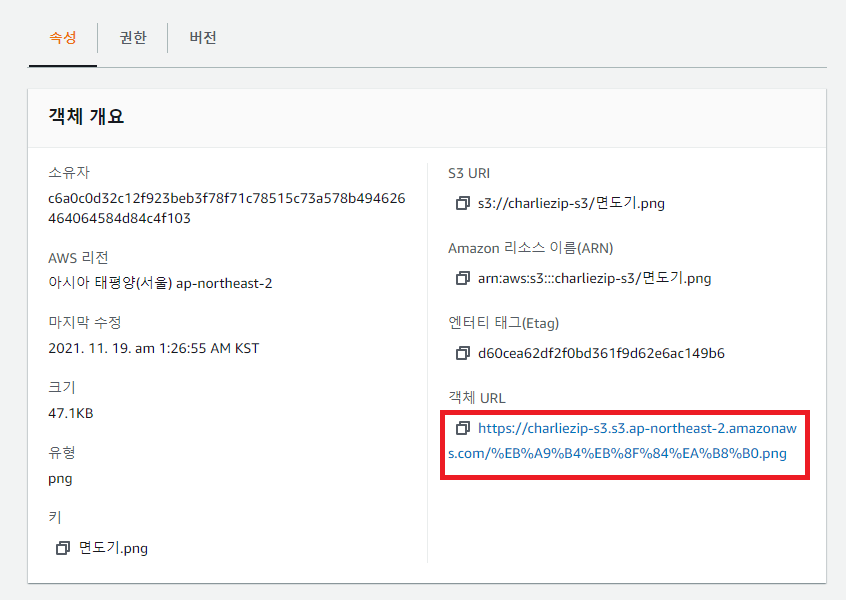 속성
권한
버전
객체 개요
소유자
c6a0c0d32c12f923beb3f78f71c78515c73a578b494626
464064584d84c4f103
AWS 리전
아시아 태평양(서울) ap-northeast-2
마지막 수정
2021. 11. 19. am 1:26:55 AM KST
크기
47.1KB
유형
png
키
면도기.png
S3 URI
s3://charliezip-s3/면도기.png
Amazon 리소스 이름(ARN)
arn:aws:s3:::charliezip-s3/면도기.png
엔터티 태그(Etag)
d60cea62df2f0bd361f9d62e6ac149b6
객체 URL
https://charliezip-s3.s3.ap-northeast-2.amazonaw
s.com/%EB%A9%B4%EB%8F%84%EA%B8%B0.png